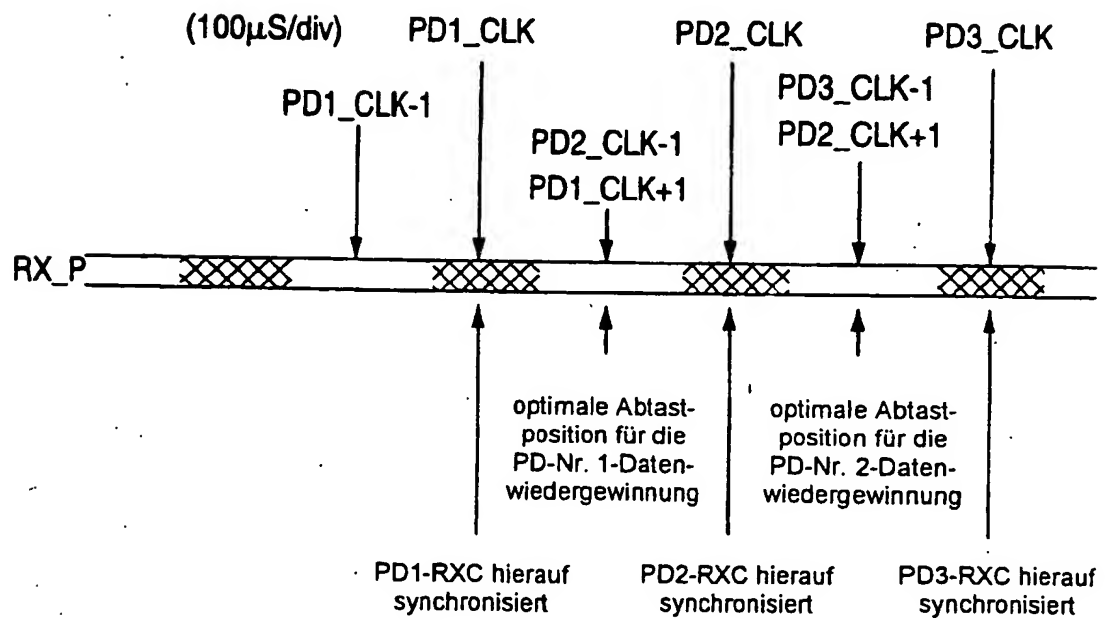 (100µS/div)
PD1_CLK
PD2_CLK
PD3_CLK
PD1_CLK-1
PD2_CLK-1
PD1_CLK+1
PD3_CLK-1
PD2_CLK+1
RX_P
optimale Abtast-
position für die
PD-Nr. 1-Daten-
wiedergewinnung
optimale Abtast-
position für die
PD-Nr. 2-Daten-
wiedergewinnung
PD1-RXC hierauf
synchronisiert
PD2-RXC hierauf
synchronisiert
PD3-RXC hierauf
synchronisiert